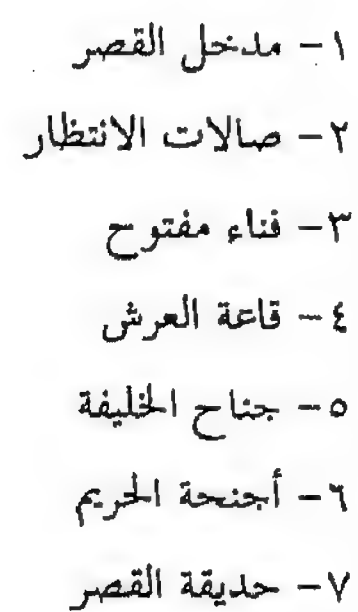 ١- مدخل القصر
٢- صالات الانتظار
٣- فناء مفتوح
٤- قاعة العرش
٥- جناح الخليفة
٦- أجنحة الحريم
٧- حديقة القصر